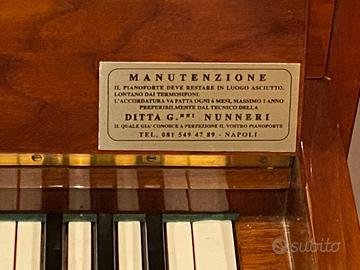 MANUTENZIONE
IL PIANOFORTE DEVE RESTARE IN LUOGO ASCIUTTO,
LONTANO DAI TERMOSIFONI.
L'ACCORDATURA VA FATTA OGNI 6 MESI, MASSIMO 1 ANNO
PREFERIBILMENTE DAL TECNICO DELLA
DITTA G.NNI NUNNERI
IL QUALE GIA' CONOSCE A PERFEZIONE IL VOSTRO PIANOFORTE
TEL. 081 549 47 89 - NAPOLI
subito